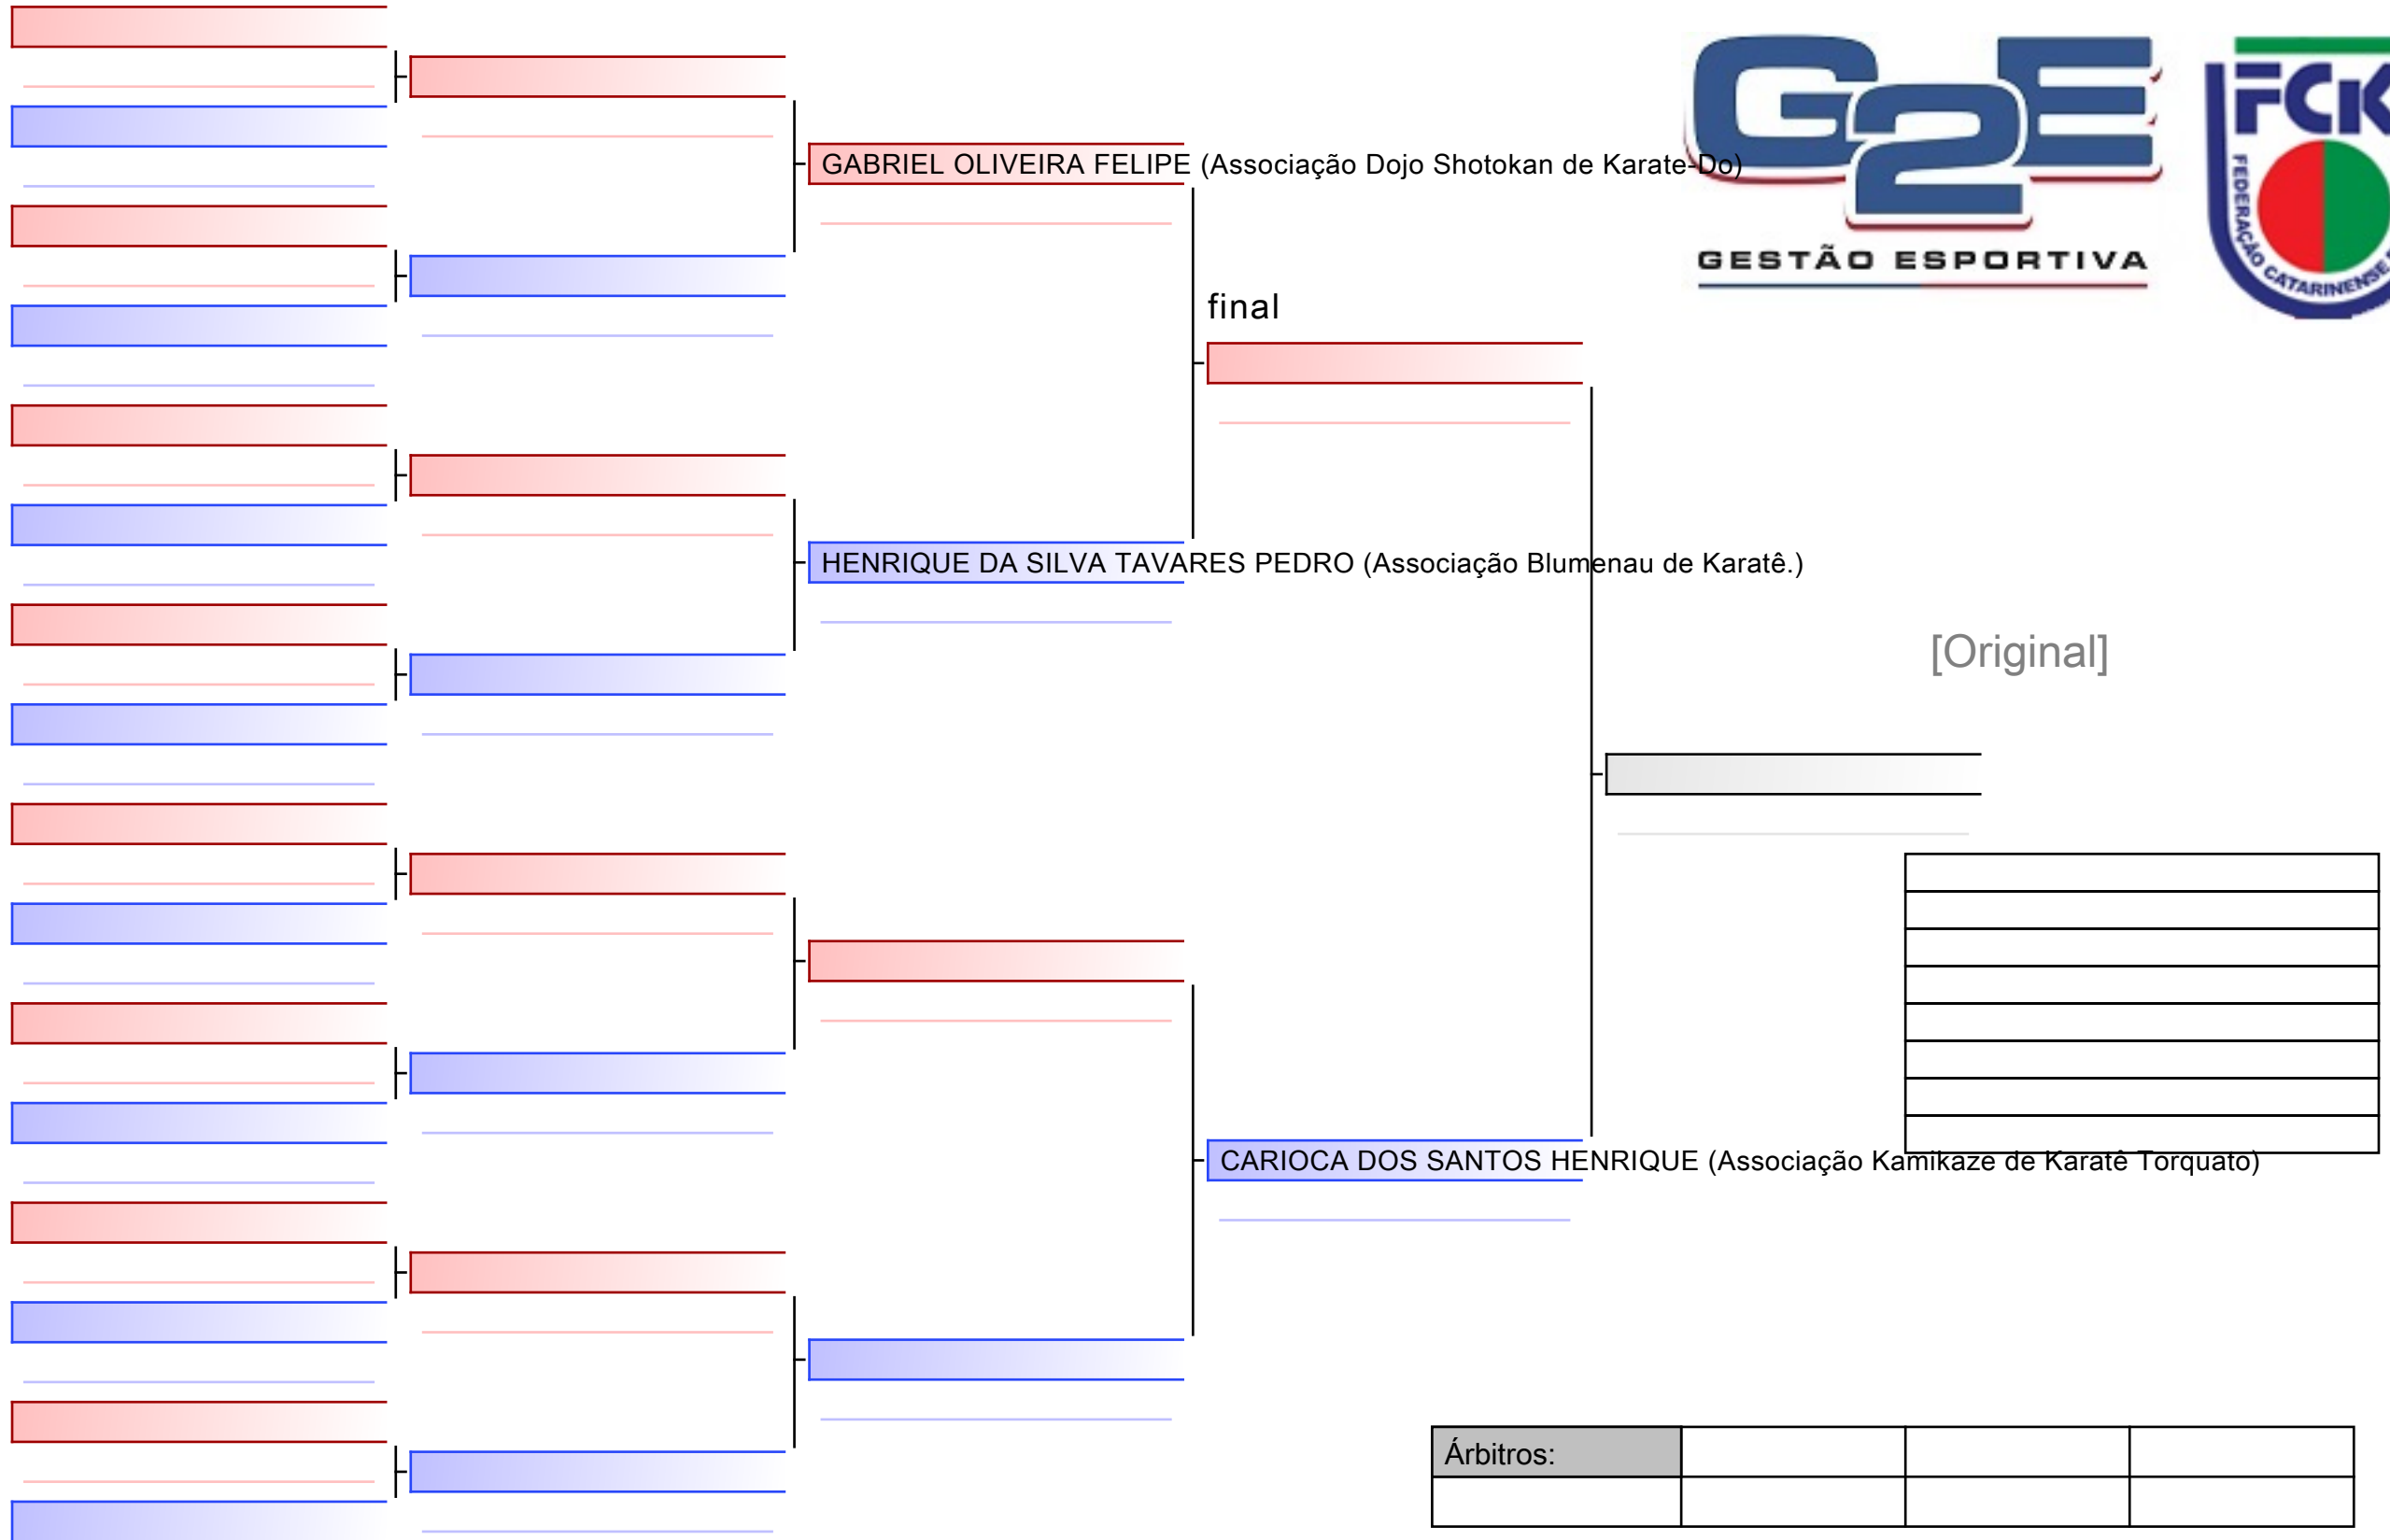 GABRIEL OLIVEIRA FELIPE (Associação Dojo Shotokan de Karate-Do)
G2E
GESTÃO ESPORTIVA
FCK
FEDERAÇÃO CATARINENSE
final
HENRIQUE DA SILVA TAVARES PEDRO (Associação Blumenau de Karatê.)
[Original]
CARIOCA DOS SANTOS HENRIQUE (Associação Kamikaze de Karatê Torquato)
Árbitros: